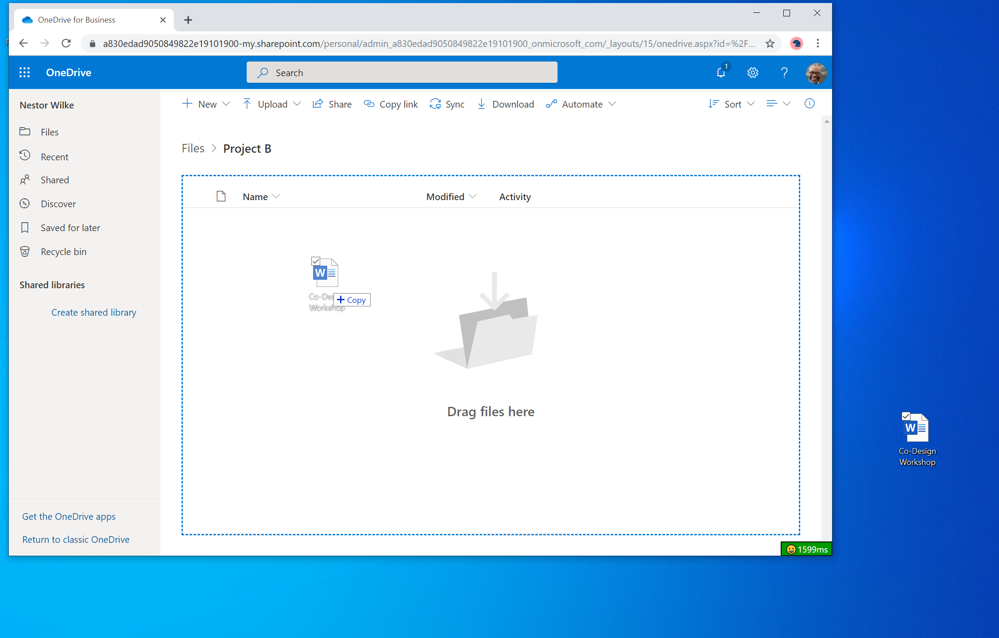 OneDrive for Business
a830edad9050849822e19101900-my.sharepoint.com/personal/admin_a830edad9050849822e19101900_onmicrosoft_com/_layouts/15/onedrive.aspx?id=%2F...
OneDrive
Search
1
Nestor Wilke
Files
Recent
Shared
Discover
Saved for later
Recycle bin
Shared libraries
Create shared library
Get the OneDrive apps
Return to classic OneDrive
New
Upload
Share
Copy link
Sync
Download
Automate
Sort
Files > Project B
Name
Modified
Activity
W
Co-Des
Workshop
+ Copy
Drag files here
1599ms
W
Co-Design
Workshop